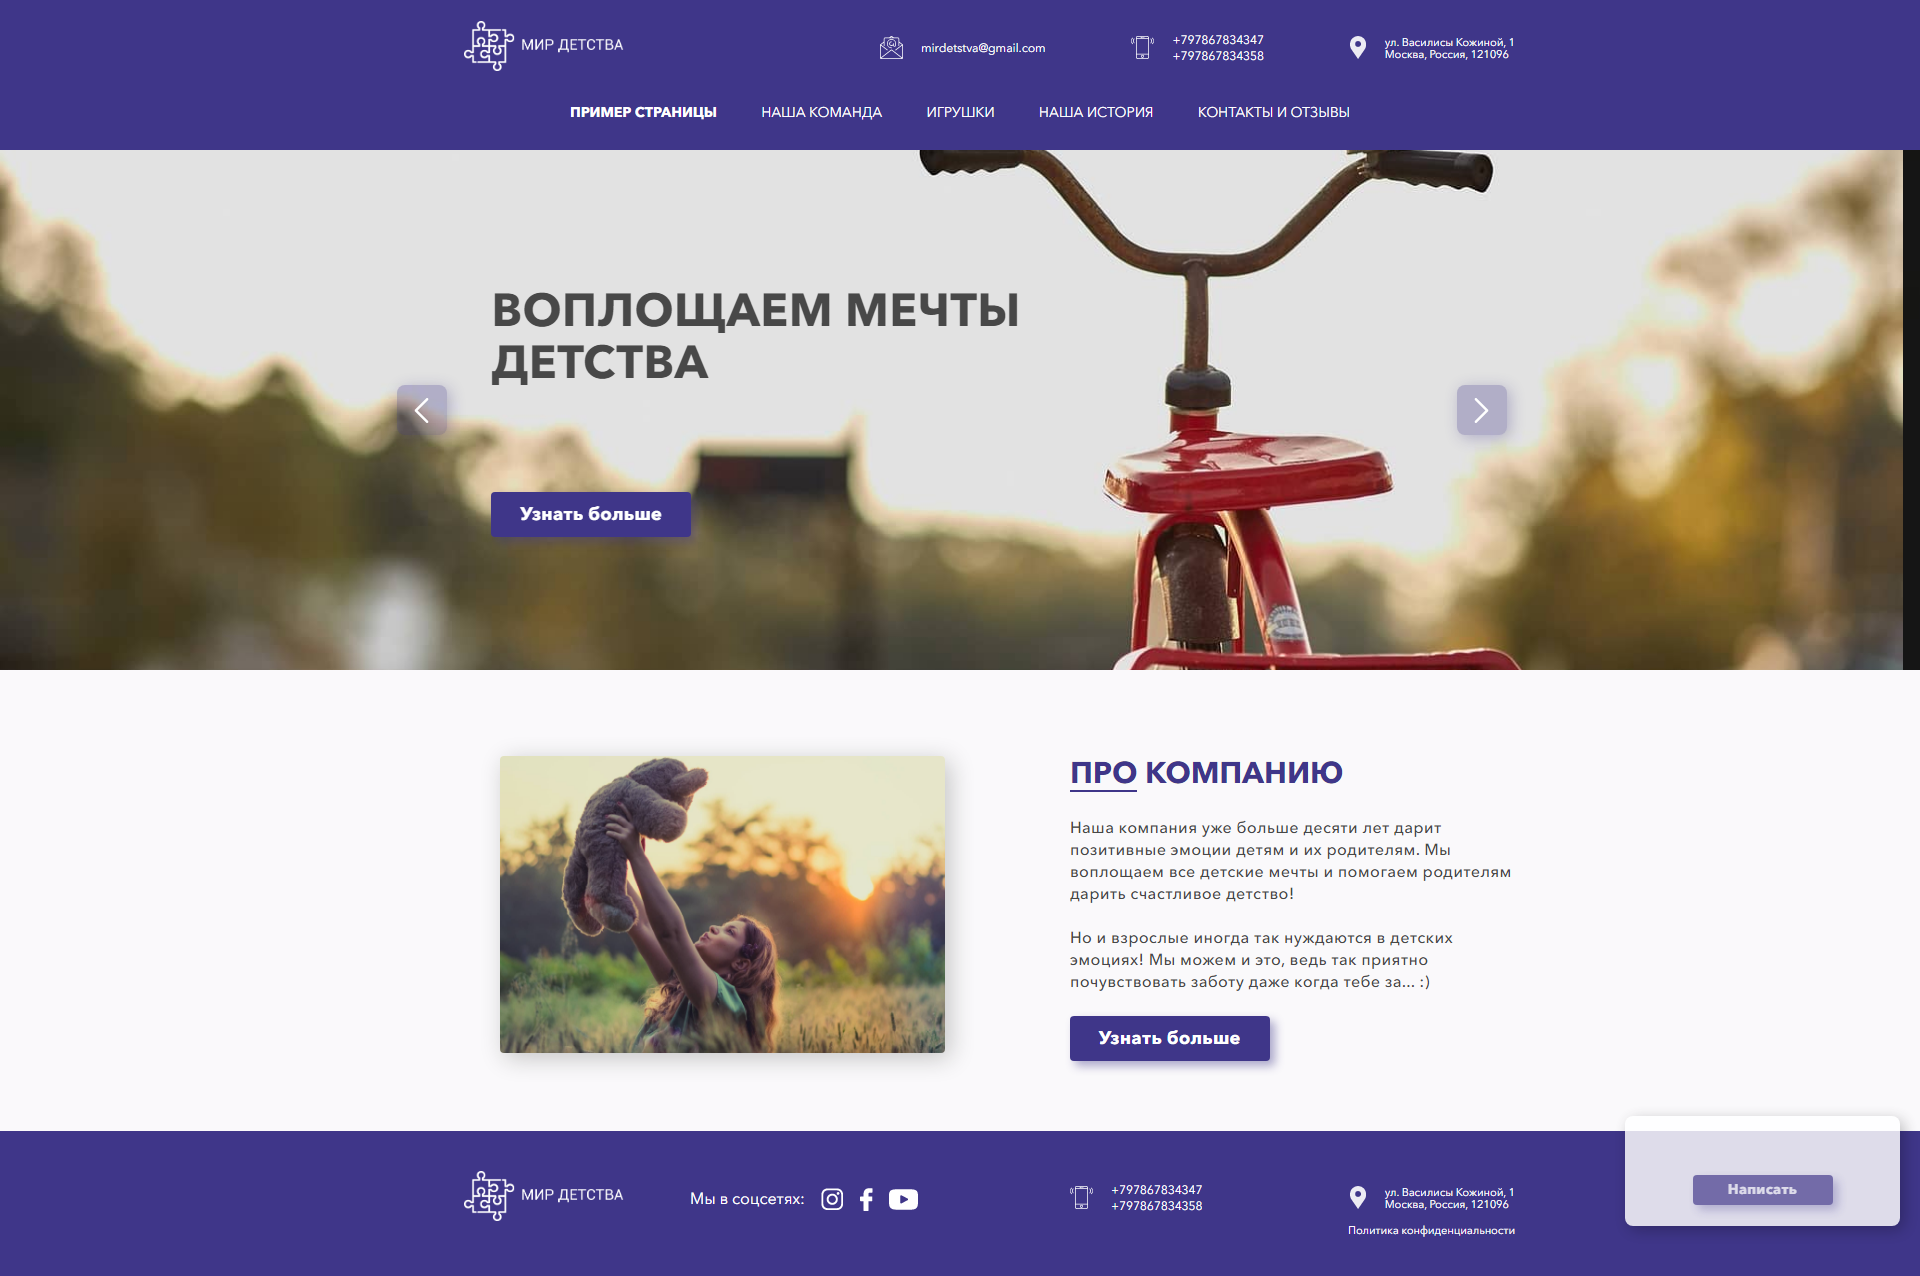 МИР ДЕТСТВА
mirdetstva@gmail.com
+797867834347
+797867834358
ул. Василисы Кожиной, 1
Москва, Россия, 121096
ПРИМЕР СТРАНИЦЫ
НАША КОМАНДА
ИГРУШКИ
НАША ИСТОРИЯ
КОНТАКТЫ И ОТЗЫВЫ
ВОПЛОЩАЕМ МЕЧТЫ
ДЕТСТВА
Узнать больше
ПРО КОМПАНИЮ
Наша компания уже больше десяти лет дарит
позитивные эмоции детям и их родителям. Мы
воплощаем все детские мечты и помогаем родителям
дарить счастливое детство!
Но и взрослые иногда так нуждаются в детских
эмоциях! Мы можем и это, ведь так приятно
почувствовать заботу даже когда тебе за... :)
Узнать больше
МИР ДЕТСТВА
Мы в соцсетях:
+797867834347
+797867834358
ул. Василисы Кожиной, 1
Москва, Россия, 121096
Политика конфиденциальности
Написать